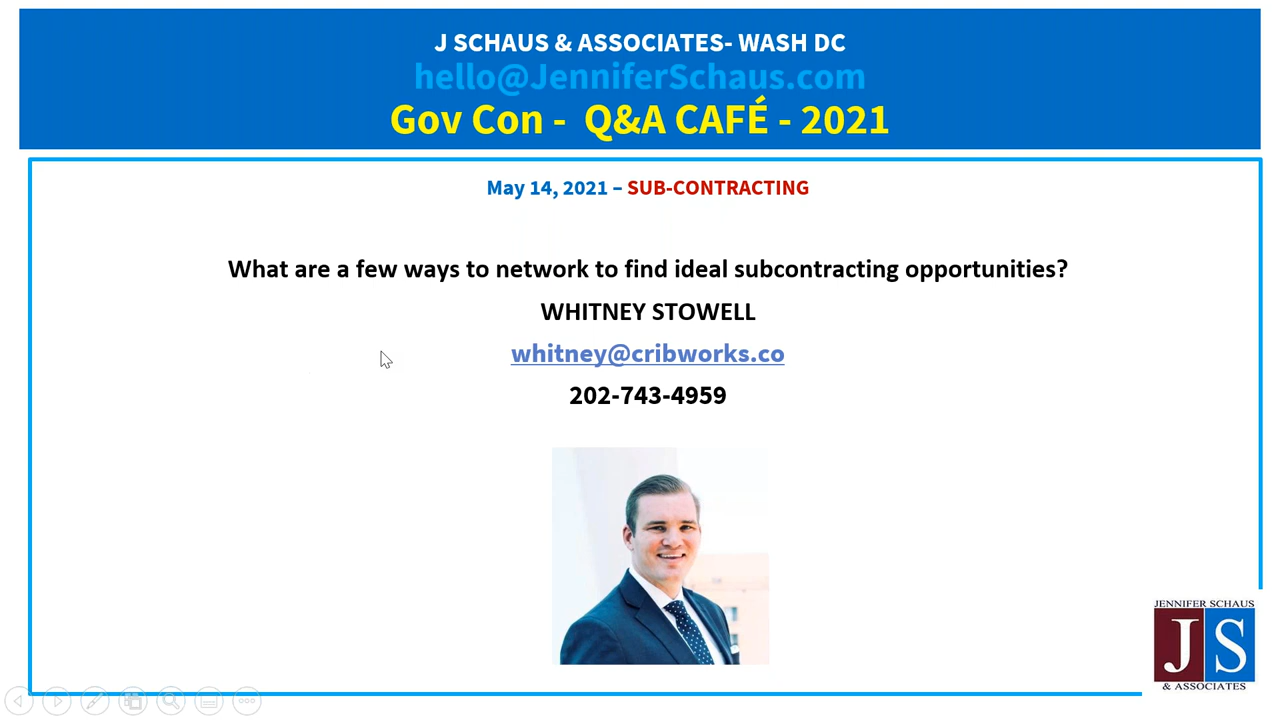 J SCHAUS & ASSOCIATES- WASH DC
hello@JenniferSchaus.com
Gov Con -  Q&A CAFÉ - 2021
May 14, 2021 – SUB-CONTRACTING
What are a few ways to network to find ideal subcontracting opportunities?
WHITNEY STOWELL
whitney@cribworks.co
202-743-4959
JENNIFER SCHAUS
JS
& ASSOCIATES